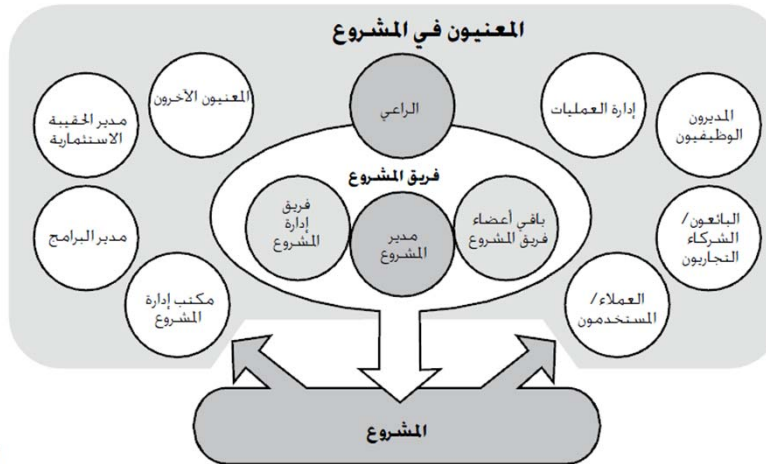 المعنيون في المشروع
المديرون
الوظيفيون
إدارة العمليات
الراعي
المعنيون الآخرون
مدير الحقيبة
الاستثمارية
البائعون/
الشركاء
التجاريون
العملاء/
المستخدمون
فريق المشروع
باقي أعضاء
فريق المشروع
مدير
المشروع
فريق
إدارة
المشروع
مدير البرامج
مكتب إدارة
المشروع
المشروع